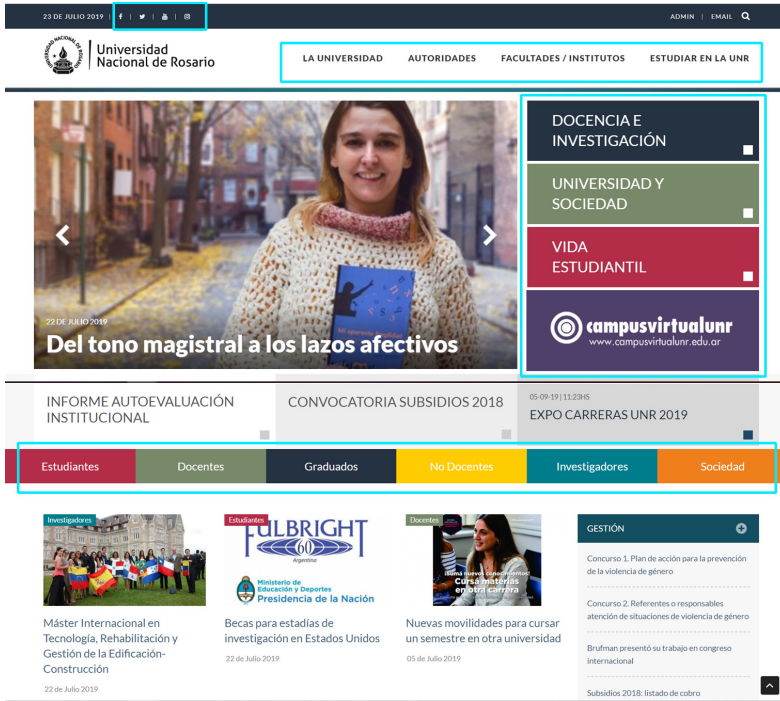 23 DE JULIO 2019
ADMIN | EMAIL
UNIVERSIDAD NACIONAL DE ROSARIO
Universidad
Nacional de Rosario
LA UNIVERSIDAD AUTORIDADES FACULTADES / INSTITUTOS ESTUDIAR EN LA UNR
22 DE JULIO 2019
Del tono magistral a los lazos afectivos
DOCENCIA E
INVESTIGACIÓN
UNIVERSIDAD Y
SOCIEDAD
VIDA
ESTUDIANTIL
campusvirtualunr
www.campusvirtualunr.edu.ar
INFORME AUTOEVALUACIÓN
INSTITUCIONAL
CONVOCATORIA SUBSIDIOS 2018
05-09-19 | 11:23HS
EXPO CARRERAS UNR 2019
Estudiantes Docentes Graduados No Docentes Investigadores Sociedad
Investigadores
Máster Internacional en
Tecnología, Rehabilitación y
Gestión de la Edificación-
Construcción
22 de Julio 2019
Estudiantes
FULBRIGHT
60
Argentina
Ministerio de
Educación y Deportes
Presidencia de la Nación
Becas para estadías de
investigación en Estados Unidos
22 de Julio 2019
Docentes
¡Sumá nuevos conocimientos!
Cursá materias
en otra carrera
Nuevas movilidades para cursar
un semestre en otra universidad
05 de Julio 2019
GESTIÓN
Concurso 1. Plan de acción para la prevención
de la violencia de género
Concurso 2. Referentes o responsables
atención de situaciones de violencia de género
Brufman presentó su trabajo en congreso
internacional
Subsidios 2018: listado de cobro